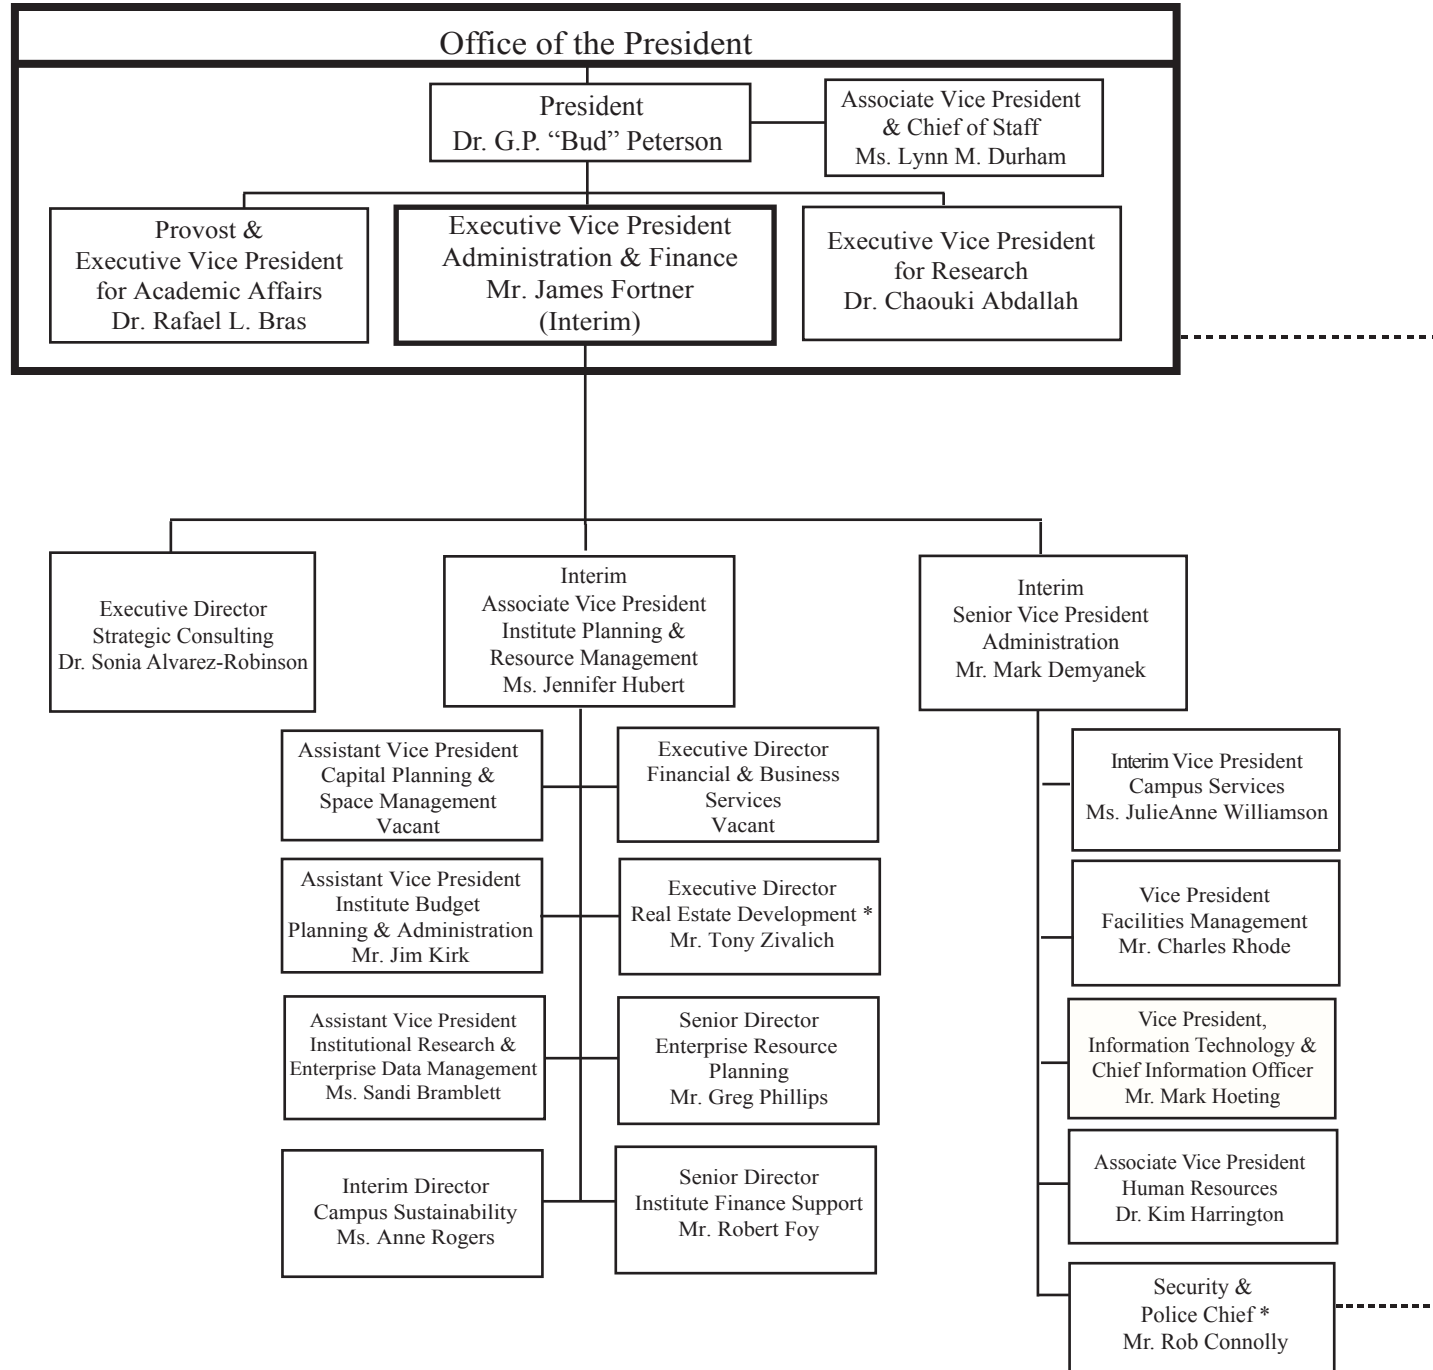 Office of the President
President
Dr. G.P. “Bud” Peterson
Associate Vice President
& Chief of Staff
Ms. Lynn M. Durham
Provost &
Executive Vice President
for Academic Affairs
Dr. Rafael L. Bras
Executive Vice President
Administration & Finance
Mr. James Fortner
(Interim)
Executive Vice President
for Research
Dr. Chaouki Abdallah
Executive Director
Strategic Consulting
Dr. Sonia Alvarez-Robinson
Interim
Associate Vice President
Institute Planning &
Resource Management
Ms. Jennifer Hubert
Interim
Senior Vice President
Administration
Mr. Mark Demyanek
Assistant Vice President
Capital Planning &
Space Management
Vacant
Executive Director
Financial & Business
Services
Vacant
Assistant Vice President
Institute Budget
Planning & Administration
Mr. Jim Kirk
Executive Director
Real Estate Development *
Mr. Tony Zivalich
Assistant Vice President
Institutional Research &
Enterprise Data Management
Ms. Sandi Bramblett
Senior Director
Enterprise Resource
Planning
Mr. Greg Phillips
Interim Director
Campus Sustainability
Ms. Anne Rogers
Senior Director
Institute Finance Support
Mr. Robert Foy
Interim Vice President
Campus Services
Ms. JulieAnne Williamson
Vice President
Facilities Management
Mr. Charles Rhode
Vice President,
Information Technology &
Chief Information Officer
Mr. Mark Hoeting
Associate Vice President
Human Resources
Dr. Kim Harrington
Security &
Police Chief *
Mr. Rob Connolly